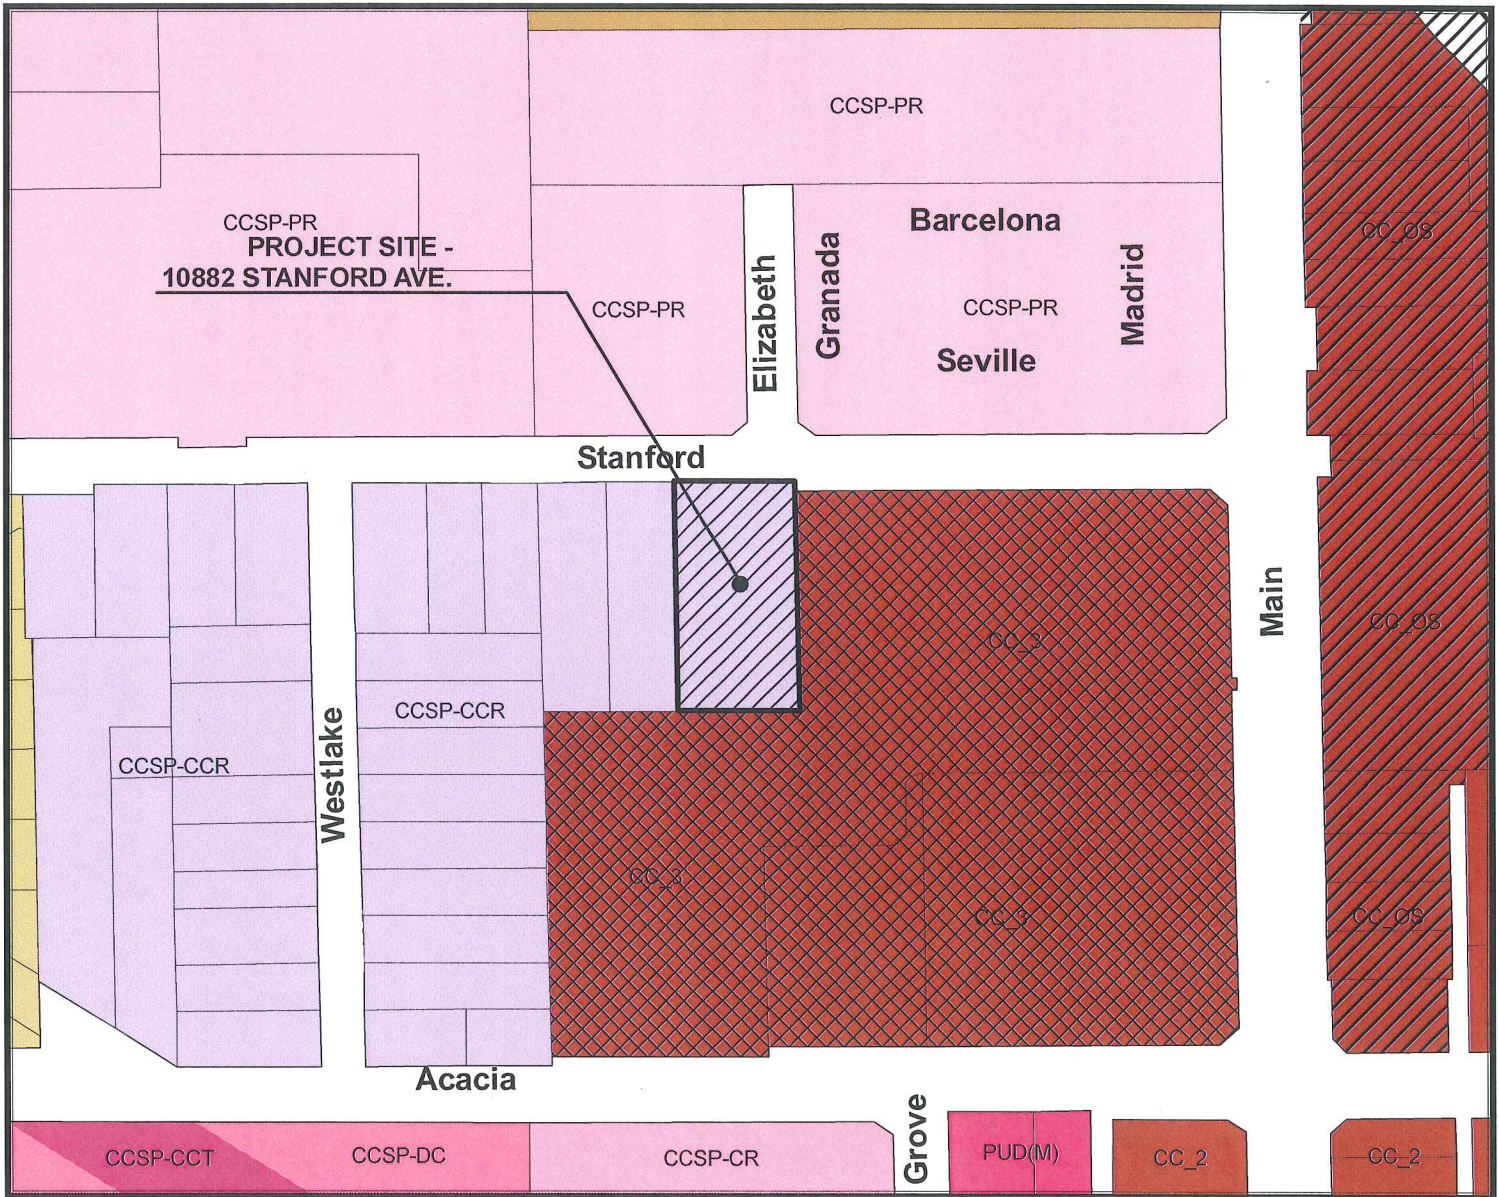 CCSP-PR
CCSP-PR
PROJECT SITE -
10882 STANFORD AVE.
CCSP-PR
Elizabeth
Granada
Barcelona
CCSP-PR
Seville
Madrid
CC_OS
Stanford
Main
CC_3
CC_OS
CCSP-CCR
CCSP-CCR
Westlake
CC_3
CC_3
CC_OS
Acacia
Grove
CCSP-CCT
CCSP-DC
CCSP-CR
PUD(M)
CC_2
CC_2